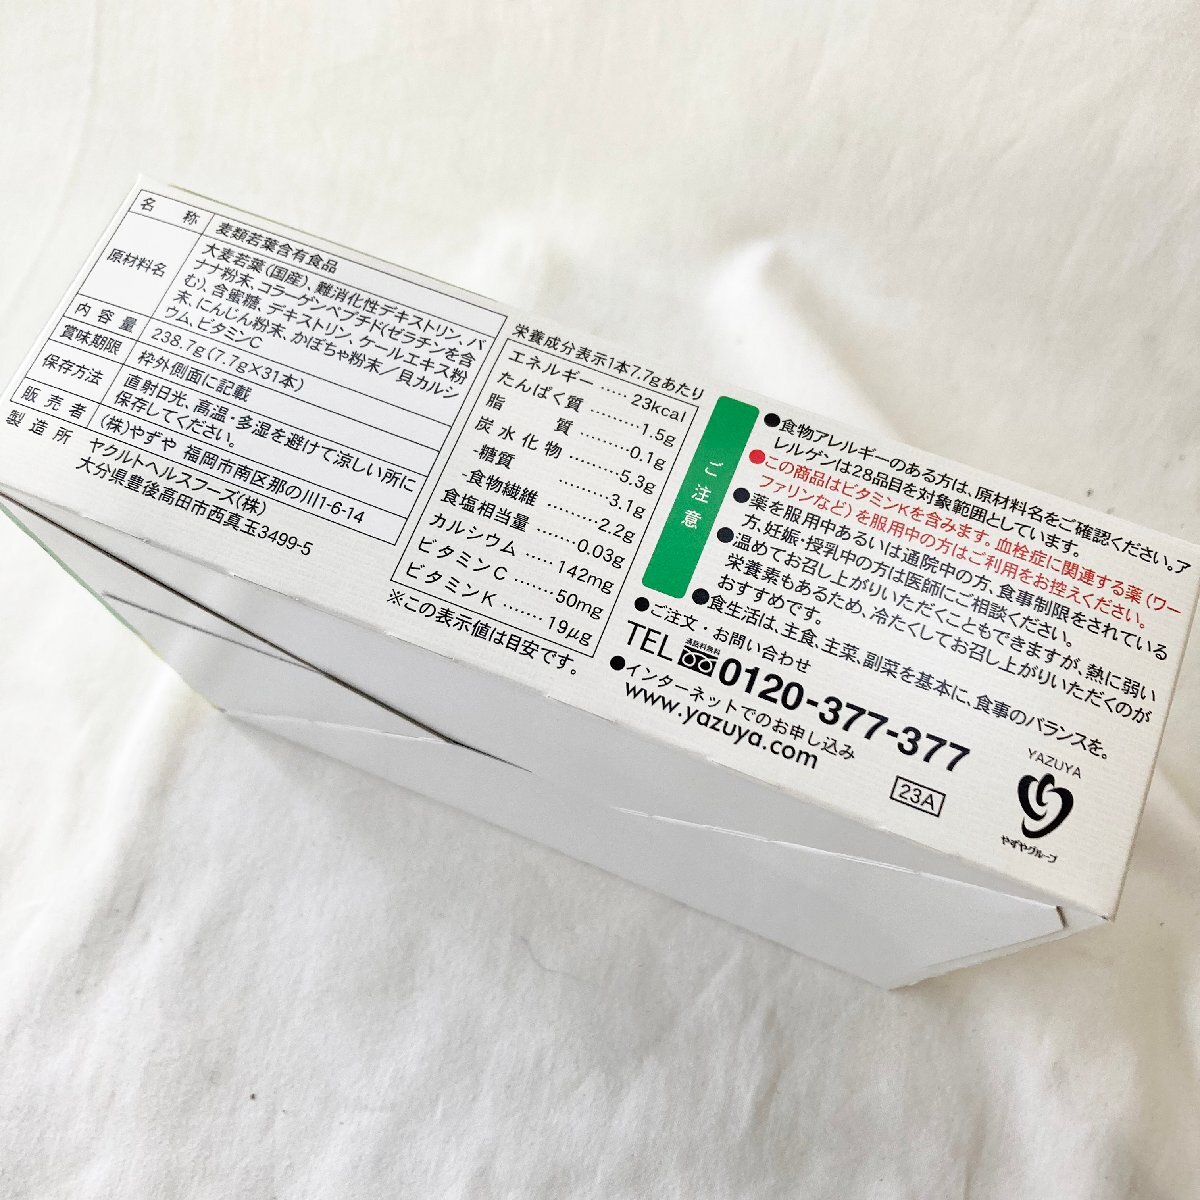 名称 麦類若葉含有食品
原材料名 大麦若葉(国産)、難消化性デキストリン、バ
ナナ粉末、コラーゲンペプチド(ゼラチンを含
む)、含蜜糖、デキストリン、ケールエキス粉
末、にんじん粉末、かぼちゃ粉末／貝カルシ
ウム、ビタミンC
内容量 238.7g(7.7g×31本)
賞味期限 枠外側面に記載
保存方法 直射日光、高温・多湿を避けて涼しい所に
保存してください。
販売者 (株)やずや 福岡市南区那の川1-6-14
製造所 ヤクルトヘルスフーズ(株)
大分県豊後高田市西真玉3499-5
栄養成分表示1本7.7gあたり
エネルギー……23kcal
たんぱく質………1.5g
脂質………0.1g
炭水化物………5.3g
-糖質………3.1g
-食物繊維………2.2g
食塩相当量……0.03g
カルシウム……142mg
ビタミンC……50mg
ビタミンK……19μg
※この表示値は目安です。
ご注意
●食物アレルギーのある方は、原材料名をご確認ください。ア
レルゲンは28品目を対象範囲としています。
●この商品はビタミンKを含みます。血栓症に関連する薬(ワー
ファリンなど)を服用中の方はご利用をお控えください。
●薬を服用中あるいは通院中の方、食事制限をされている
方、妊娠・授乳中の方は医師にご相談ください。
●温めてお召し上がりいただくこともできますが、熱に弱い
栄養素もあるため、冷たくしてお召し上がりいただくのが
おすすめです。
●食生活は、主食、主菜、副菜を基本に、食事のバランスを。
●ご注文・お問い合わせ
TEL 通話料無料 0120-377-377
●インターネットでのお申し込み
www.yazuya.com
23A
YAZUYA
やずやグループ